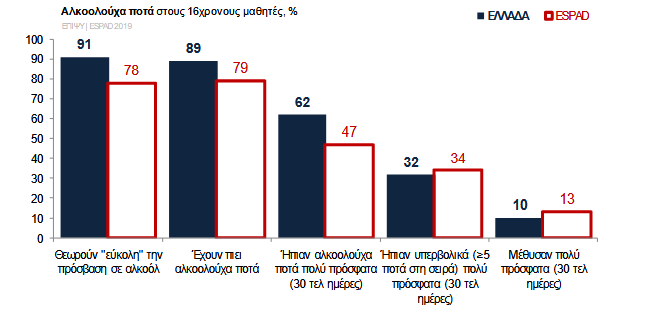 Αλκοολούχα ποτά στους 16χρονους μαθητές, %
ΕΠΙΨΥ | ESPAD 2019
ΕΛΛΑΔΑ
ESPAD
100
90
80
70
60
50
40
30
20
10
0
91
78
89
79
62
47
32
34
10
13
Θεωρούν "εύκολη" την
πρόσβαση σε αλκοόλ
Έχουν πιει
αλκοολούχα ποτά
Ήπιαν αλκοολούχα
ποτά πολύ πρόσφατα
(30 τελ ημέρες)
Ήπιαν υπερβολικά (≥5
ποτά στη σειρά) πολύ
πρόσφατα (30 τελ
ημέρες)
Μέθυσαν πολύ
πρόσφατα (30 τελ
ημέρες)